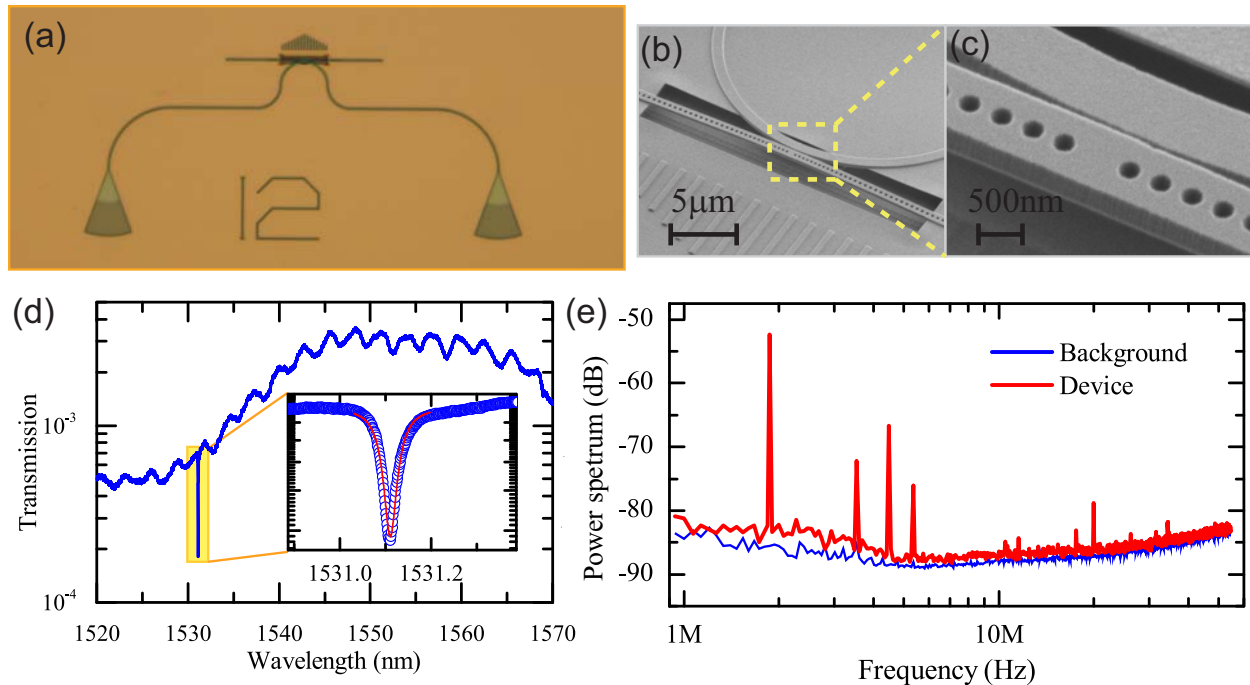 (a)
12
(b)
5μm
(c)
500nm
(d)
Transmission
10⁻³
10⁻⁴
1531.0
1531.2
1520
1530
1540
1550
1560
1570
Wavelength (nm)
(e)
Power spetrum (dB)
-50
-60
-70
-80
-90
Background
Device
1M
10M
Frequency (Hz)